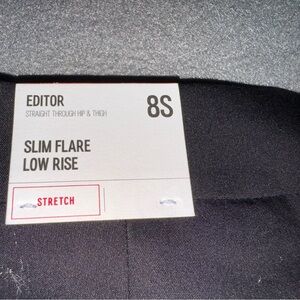 EDITOR 8S
STRAIGHT THROUGH HIP & THIGH
SLIM FLARE
LOW RISE
STRETCH